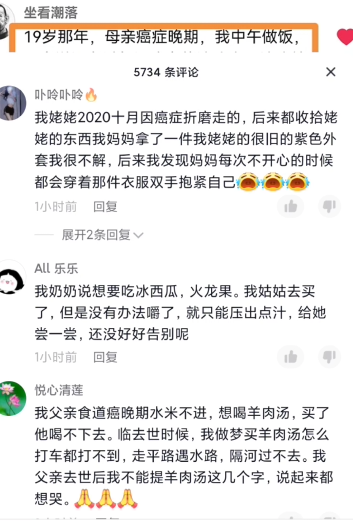 坐看潮落
19岁那年，母亲癌症晚期，我中午做饭，
5734 条评论
卟呤卟呤🔥
我姥姥2020十月因癌症折磨走的，后来都收拾姥
姥的东西我妈妈拿了一件我姥姥的很旧的紫色外
套我很不解，后来我发现妈妈每次不开心的时候
都会穿着那件衣服双手抱紧自己😭😭😭
1小时前 回复
展开2条回复
All 乐乐
我奶奶说想要吃冰西瓜，火龙果。我姑姑去买
了，但是没有办法嚼了，就只能压出点汁，给她
尝一尝，还没好好告别呢
1小时前 回复
悦心清莲
我父亲食道癌晚期水米不进，想喝羊肉汤，买了
他喝不下去。临去世时候，我做梦买羊肉汤怎么
打车都打不到，走平路遇水路，隔河过不去。我
父亲去世后我不能提羊肉汤这几个字，说起来都
想哭。🙏🙏🙏